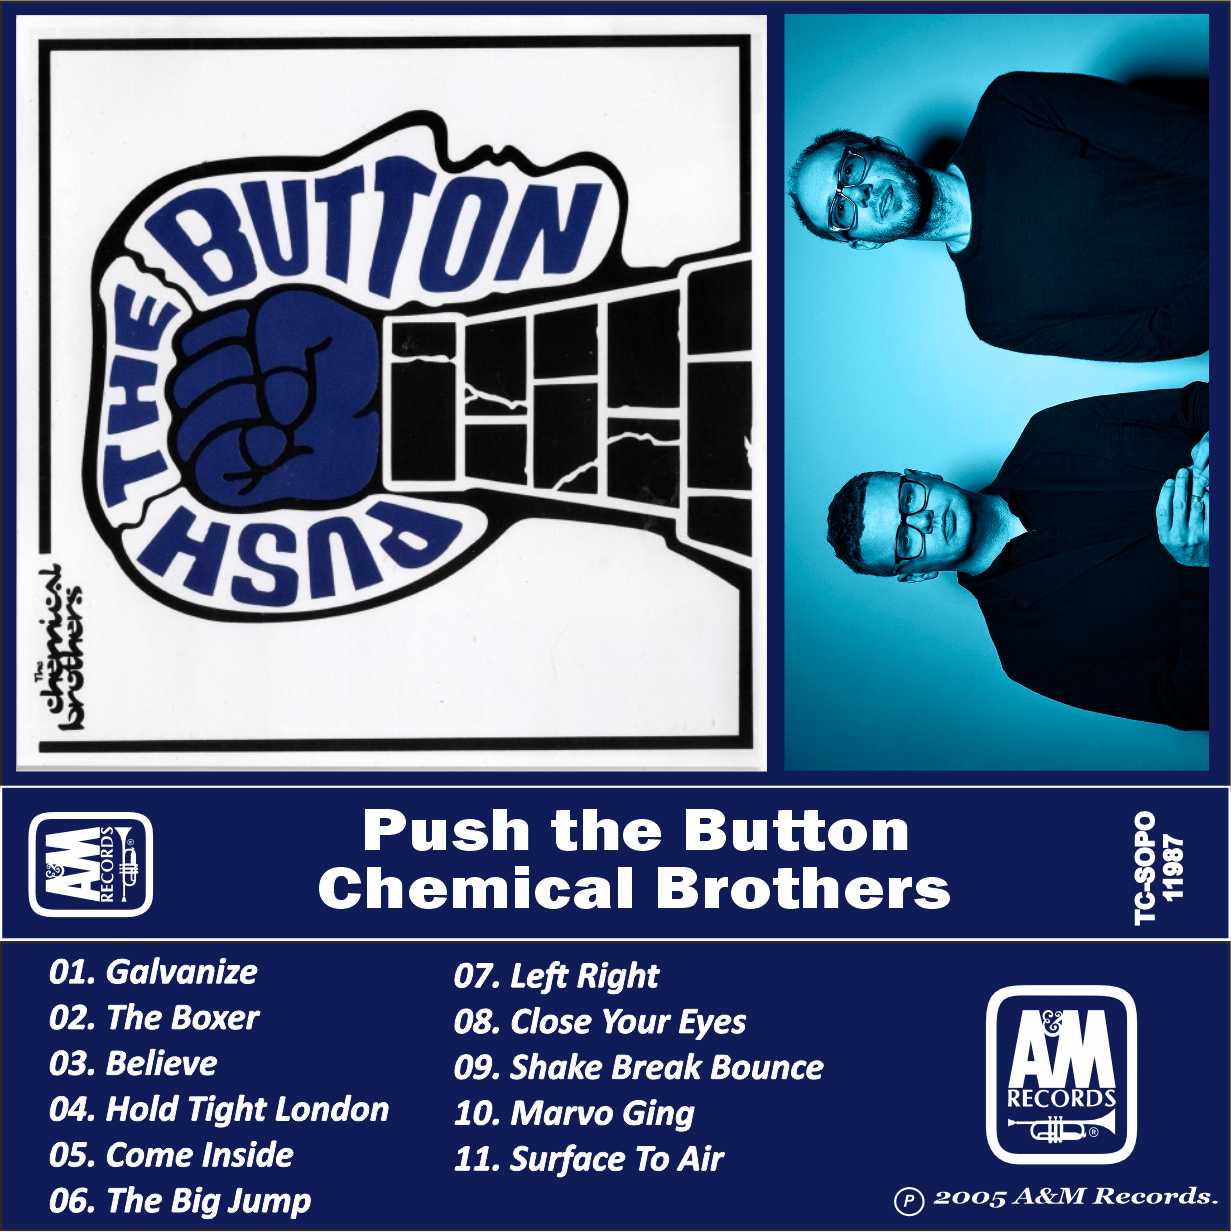 PUSH THE BUTTON
The
chemical
brothers
A&M
RECORDS
®
Push the Button
Chemical Brothers
TC-SOPO
11987
01. Galvanize
02. The Boxer
03. Believe
04. Hold Tight London
05. Come Inside
06. The Big Jump
07. Left Right
08. Close Your Eyes
09. Shake Break Bounce
10. Marvo Ging
11. Surface To Air
A&M
RECORDS
®
℗ 2005 A&M Records.